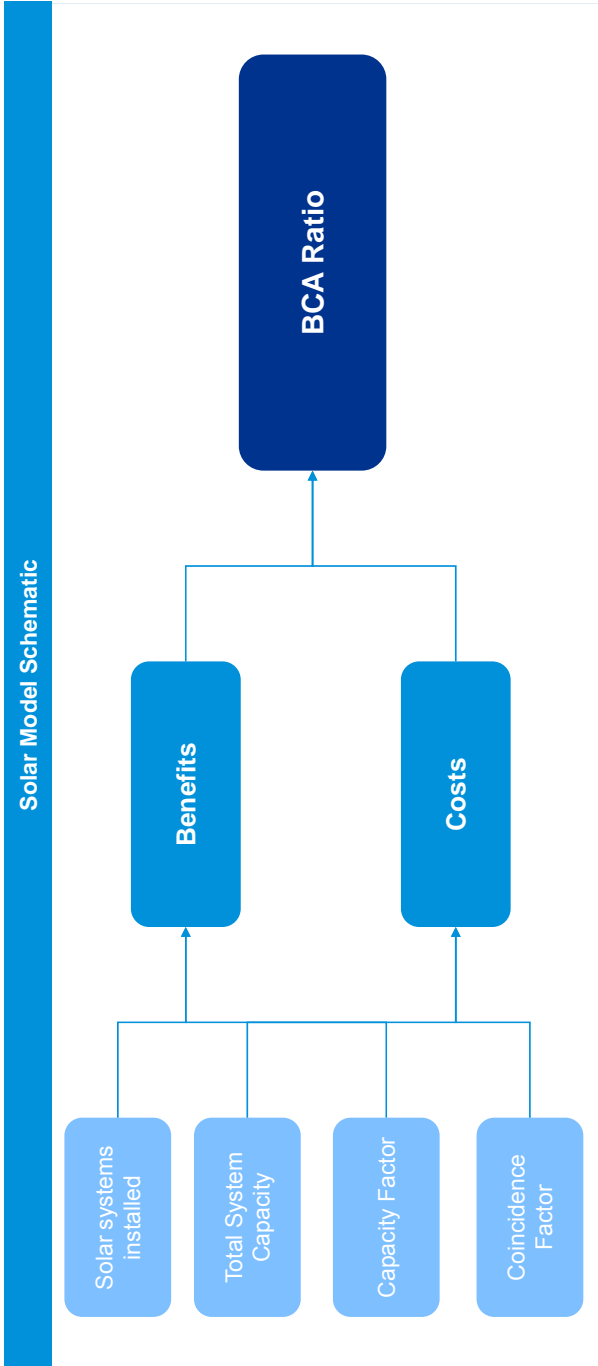 Solar Model Schematic
Solar systems
installed
Total System
Capacity
Capacity Factor
Coincidence
Factor
Benefits
Costs
BCA Ratio